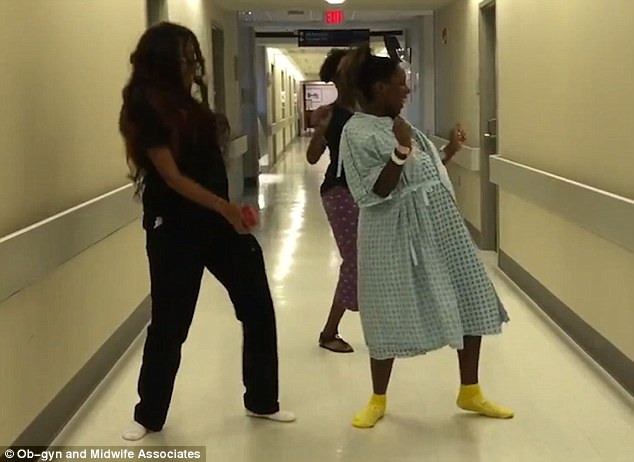 EXIT
© Ob–gyn and Midwife Associates